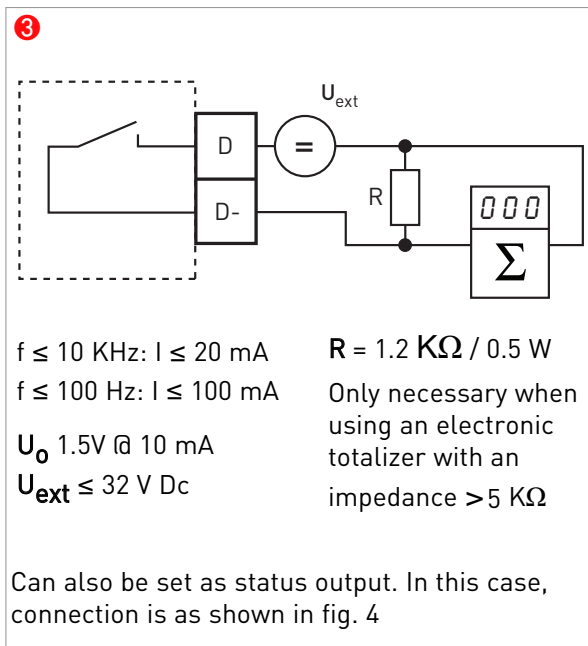 3
U_ext
D
=
D-
R
000
Σ
f ≤ 10 KHz: I ≤ 20 mA
f ≤ 100 Hz: I ≤ 100 mA
U_o 1.5V @ 10 mA
U_ext ≤ 32 V Dc
R = 1.2 KΩ / 0.5 W
Only necessary when
using an electronic
totalizer with an
impedance >5 KΩ
Can also be set as status output. In this case,
connection is as shown in fig. 4